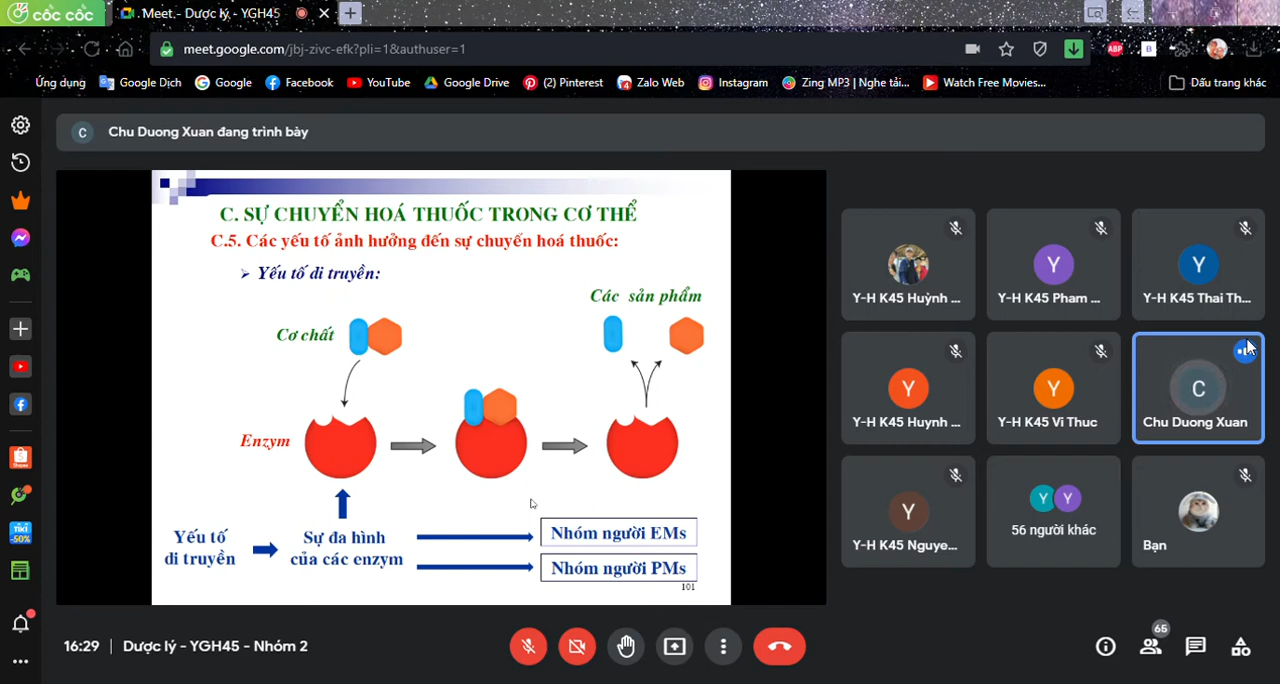 cốc cốc
Meet - Dược lý - YGH45
meet.google.com/jbj-zivc-efk?pli=1&authuser=1
ABP
B
Ứng dụng
Google Dịch
Google
Facebook
YouTube
Google Drive
(2) Pinterest
4
Zalo Web
Instagram
Zing MP3 | Nghe tải...
Watch Free Movies...
Dấu trang khác
C
Chu Duong Xuan đang trình bày
C. SỰ CHUYỂN HOÁ THUỐC TRONG CƠ THỂ
C.5. Các yếu tố ảnh hưởng đến sự chuyển hoá thuốc:
➢ Yếu tố di truyền:
Các sản phẩm
Cơ chất
Enzym
Yếu tố
di truyền
Sự đa hình
của các enzym
Nhóm người EMs
Nhóm người PMs
101
Y-H K45 Huỳnh ...
Y
Y-H K45 Pham ...
Y
Y-H K45 Thai Th...
Y
Y-H K45 Huynh ...
Y
Y-H K45 Vi Thuc
C
Chu Duong Xuan
Y
Y-H K45 Nguye...
Y
Y
56 người khác
Bạn
Shopee
TIKI
-50%
16:29
Dược lý - YGH45 - Nhóm 2
65